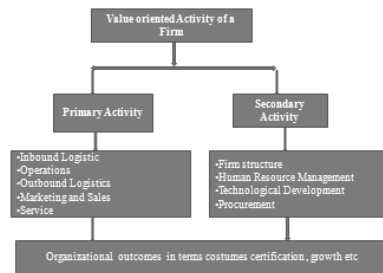 Value oriented Activity of a
Firm
Primary Activity
Secondary
Activity
•Inbound Logistic
•Operations
•Outbound Logistics
•Marketing and Sales
•Service
•Firm structure
•Human Resource Management
•Technological Development
•Procurement
Organizational outcomes in terms costumes certification, growth etc